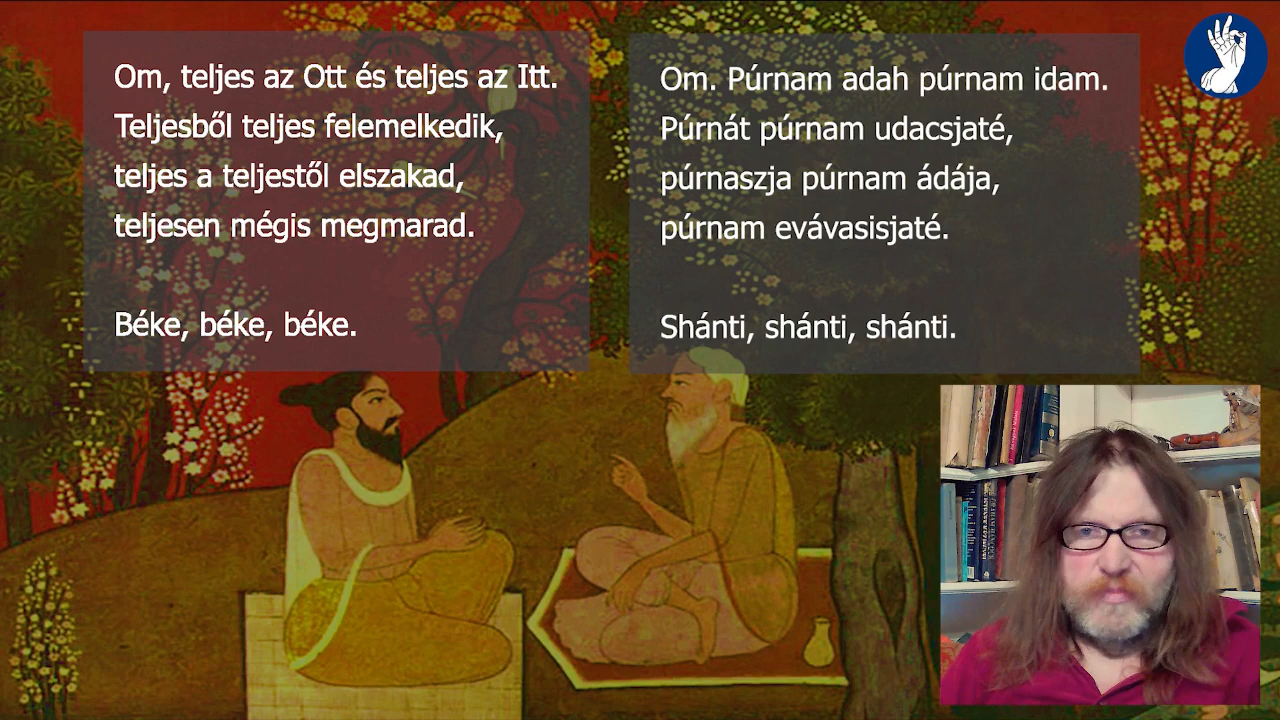 Om, teljes az Ott és teljes az Itt.
Teljesből teljes felemelkedik,
teljes a teljestől elszakad,
teljesen mégis megmarad.
Béke, béke, béke.
Om. Púrnam adah púrnam idam.
Púrnát púrnam udacsjaté,
púrnaszja púrnam ádája,
púrnam evávasisjaté.
Shánti, shánti, shánti.